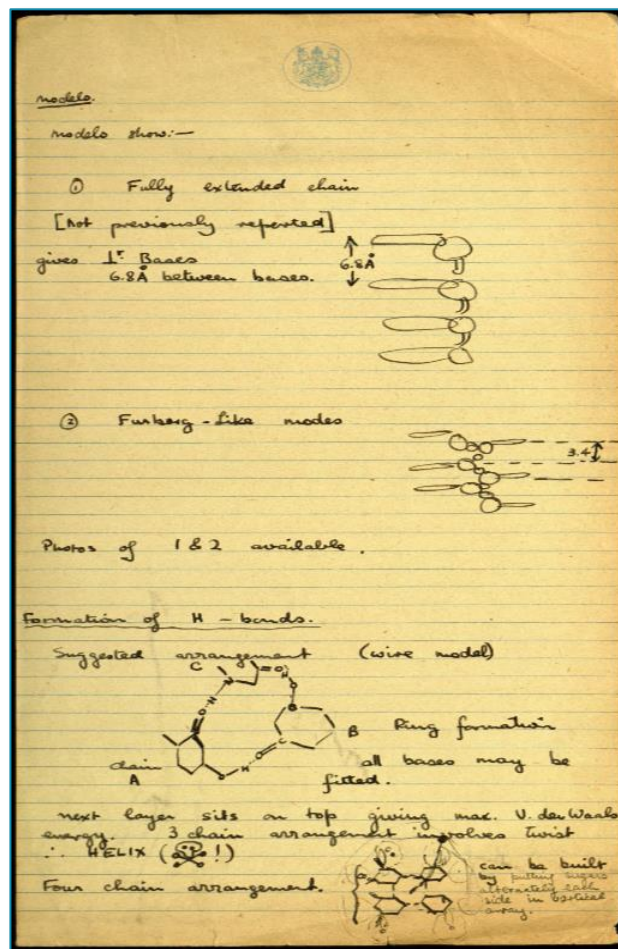 Models.
Models show:—
① Fully extended chain
[Not previously reported]
gives ⊥r Bases
6.8Å between bases.
6.8Å
② Furberg-like modes
3.4
Photos of 1 & 2 available.
Formation of H-bonds.
Suggested arrangement (wire model)
C
B Ring formation
chain
A
all bases may be
fitted.
next layer sits on top giving max. V. der Waals
energy. 3 chain arrangement involves twist
∴ HELIX (☠!)
Four chain arrangement.
can be built
by putting sugars
alternately each
side in vertical
array.